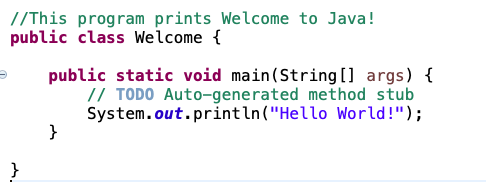 //This program prints Welcome to Java!
public class Welcome {
public static void main(String[] args) {
// TODO Auto-generated method stub
System.out.println("Hello World!");
}
}